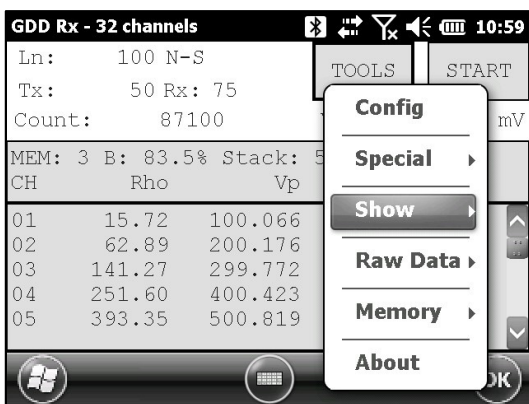 GDD Rx - 32 channels 10:59
Ln: 100 N-S
TOOLS START
Tx: 50 Rx: 75
Count: 87100 mV
MEM: 3 B: 83.5% Stack: 5
CH Rho Vp
01 15.72 100.066
02 62.89 200.176
03 141.27 299.772
04 251.60 400.423
05 393.35 500.819
Config
Special
Show
Raw Data
Memory
About